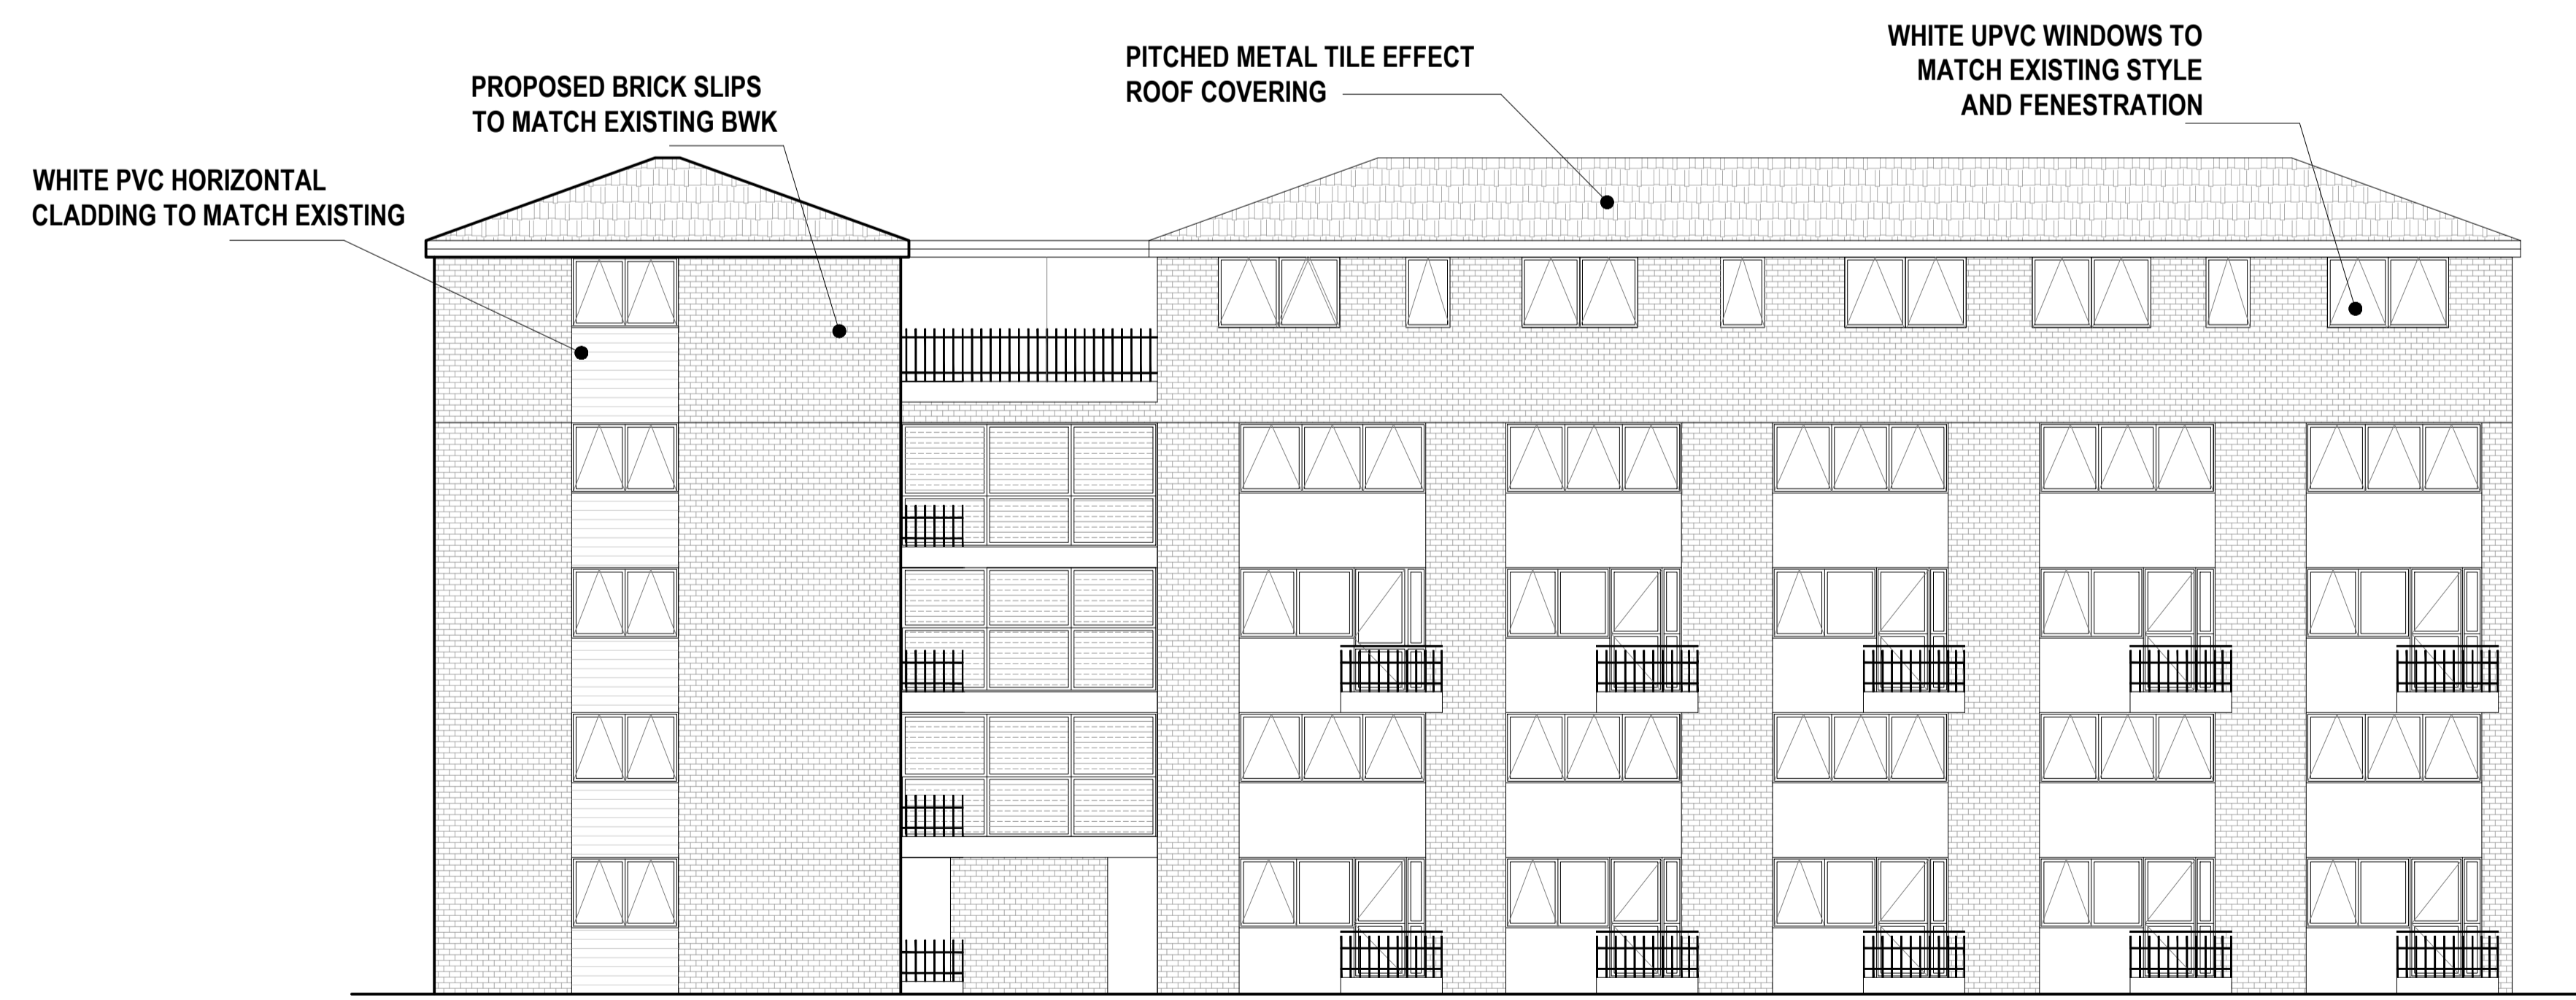 WHITE PVC HORIZONTAL
CLADDING TO MATCH EXISTING
PROPOSED BRICK SLIPS
TO MATCH EXISTING BWK
PITCHED METAL TILE EFFECT
ROOF COVERING
WHITE UPVC WINDOWS TO
MATCH EXISTING STYLE
AND FENESTRATION